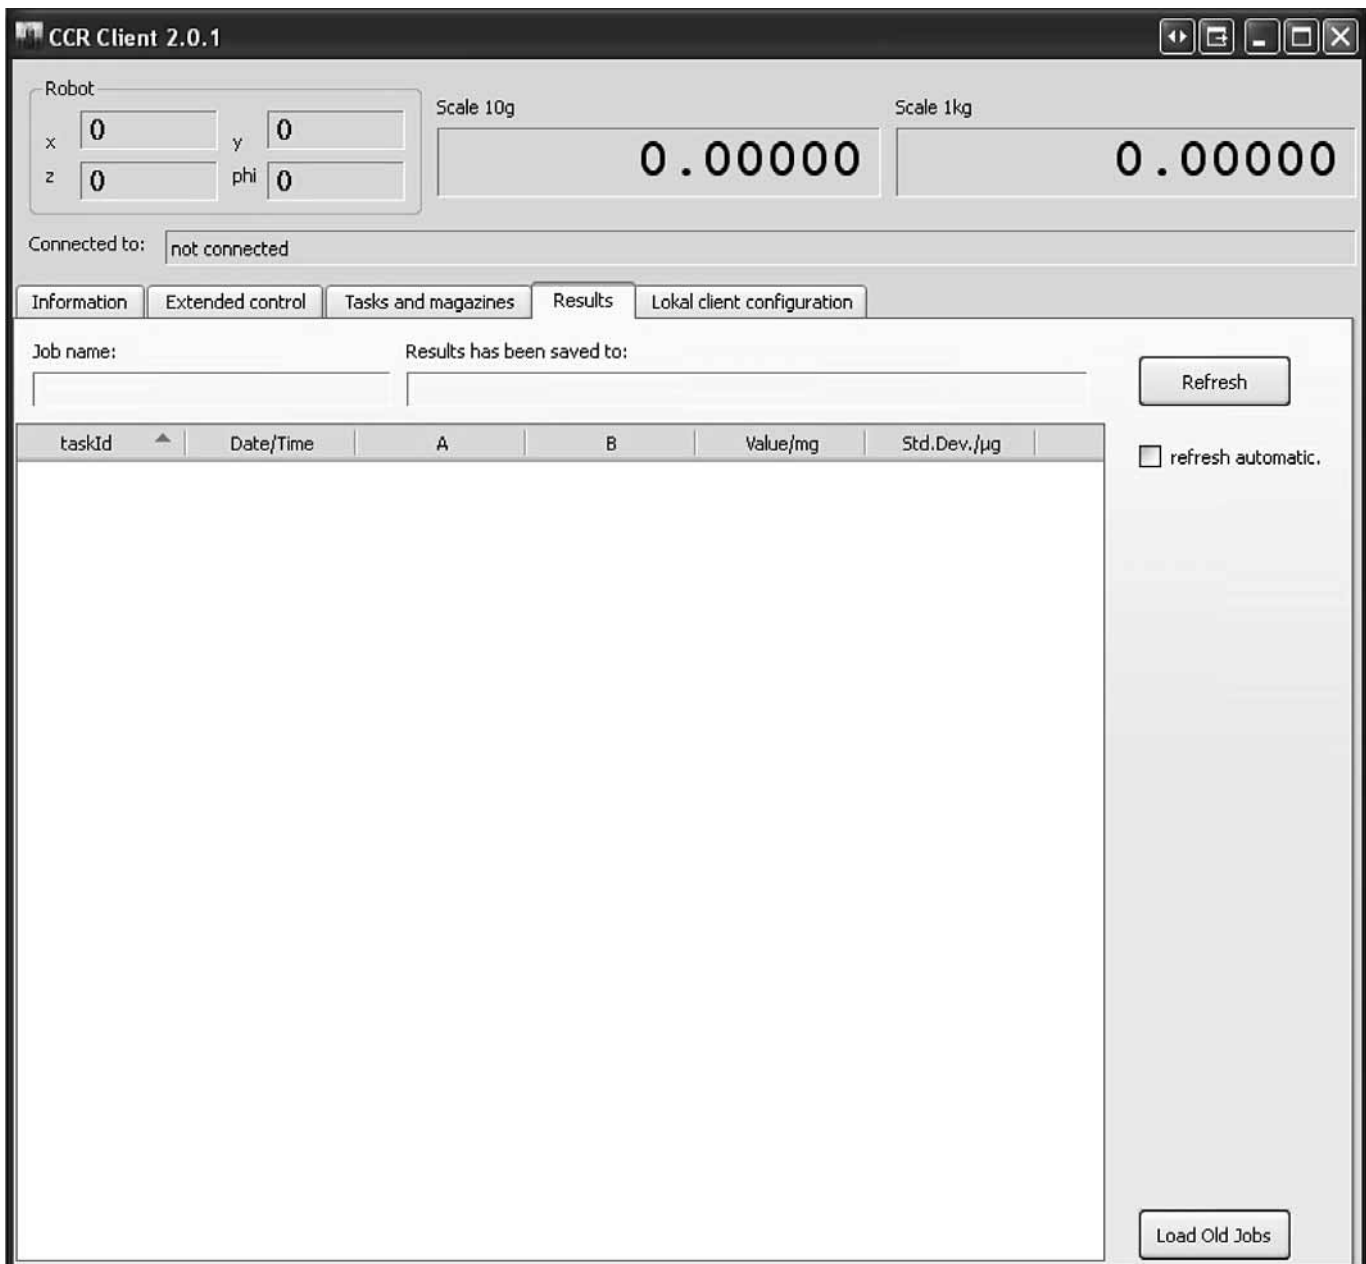 CCR Client 2.0.1
Robot
x 0 y 0
z 0 phi 0
Scale 10g
0.00000
Scale 1kg
0.00000
Connected to: not connected
Information Extended control Tasks and magazines Results Lokal client configuration
Job name: Results has been saved to:
Refresh
taskId Date/Time A B Value/mg Std.Dev./µg
refresh automatic.
Load Old Jobs